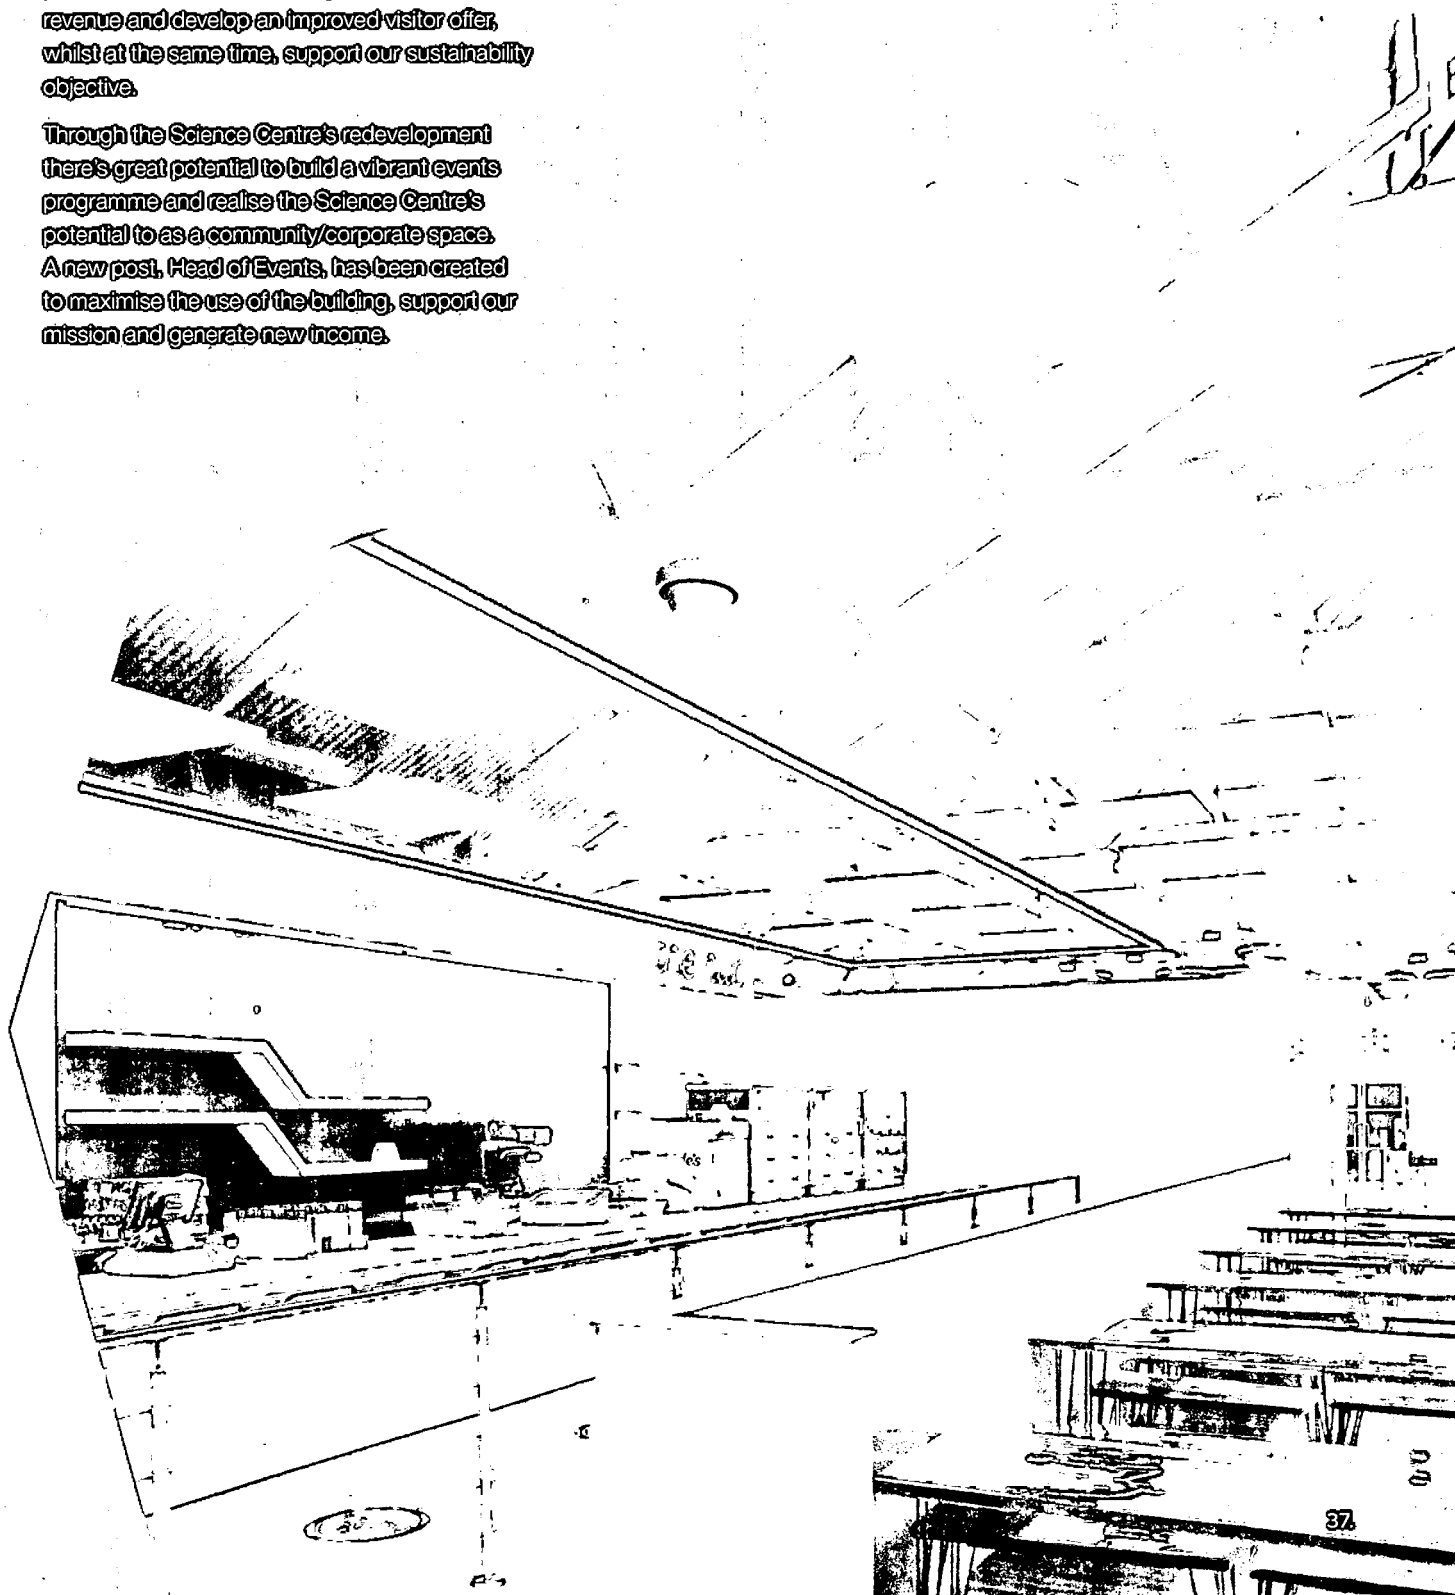 revenue and develop an improved visitor offer,
whilst at the same time, support our sustainability
objective.
Through the Science Centre's redevelopment
there's great potential to build a vibrant events
programme and realise the Science Centre's
potential to as a community/corporate space.
A new post, Head of Events, has been created
to maximise the use of the building, support our
mission and generate new income.
37.